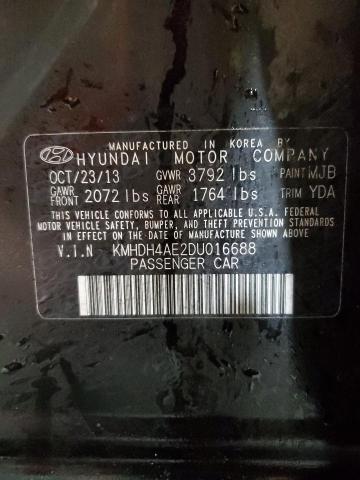 MANUFACTURED IN KOREA BY
HYUNDAI MOTOR COMPANY
OCT/23/13 GVWR 3792 lbs PAINT MJB
GAWR FRONT 2072 lbs GAWR REAR 1764 lbs TRIM YDA
THIS VEHICLE CONFORMS TO ALL APPLICABLE U.S.A. FEDERAL
MOTOR VEHICLE SAFETY, BUMPER, AND THEFT PREVENTION STANDARDS
IN EFFECT ON THE DATE OF MANUFACTURE SHOWN ABOVE.
V.I.N KMHDH4AE2DU016688
PASSENGER CAR